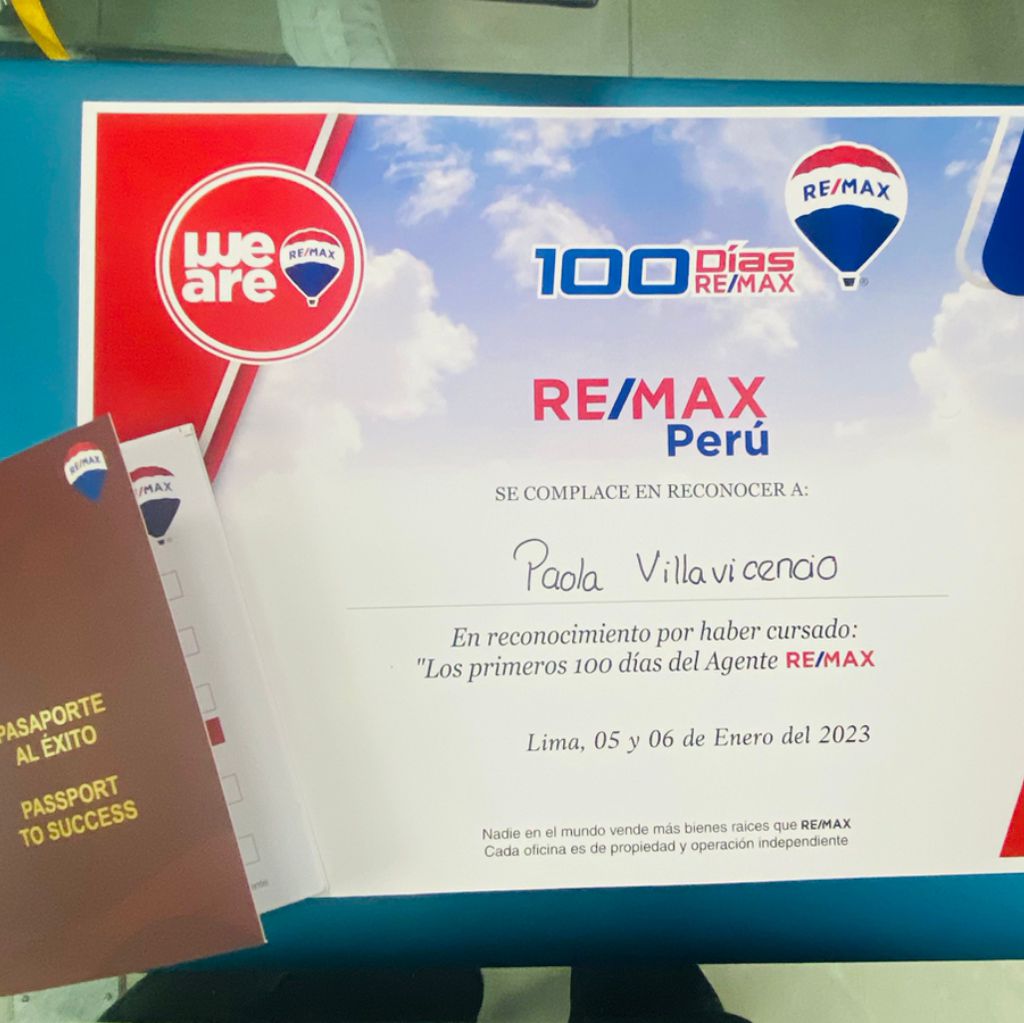 we
are
RE/MAX
RE/MAX
100 Días
RE/MAX
RE/MAX
Perú
SE COMPLACE EN RECONOCER A:
Paola Villavicencio
En reconocimiento por haber cursado:
"Los primeros 100 días del Agente RE/MAX
Lima, 05 y 06 de Enero del 2023
Nadie en el mundo vende más bienes raices que RE/MAX
Cada oficina es de propiedad y operación independiente
RE/MAX
/MAX
PASAPORTE
AL ÉXITO
PASSPORT
TO SUCCESS